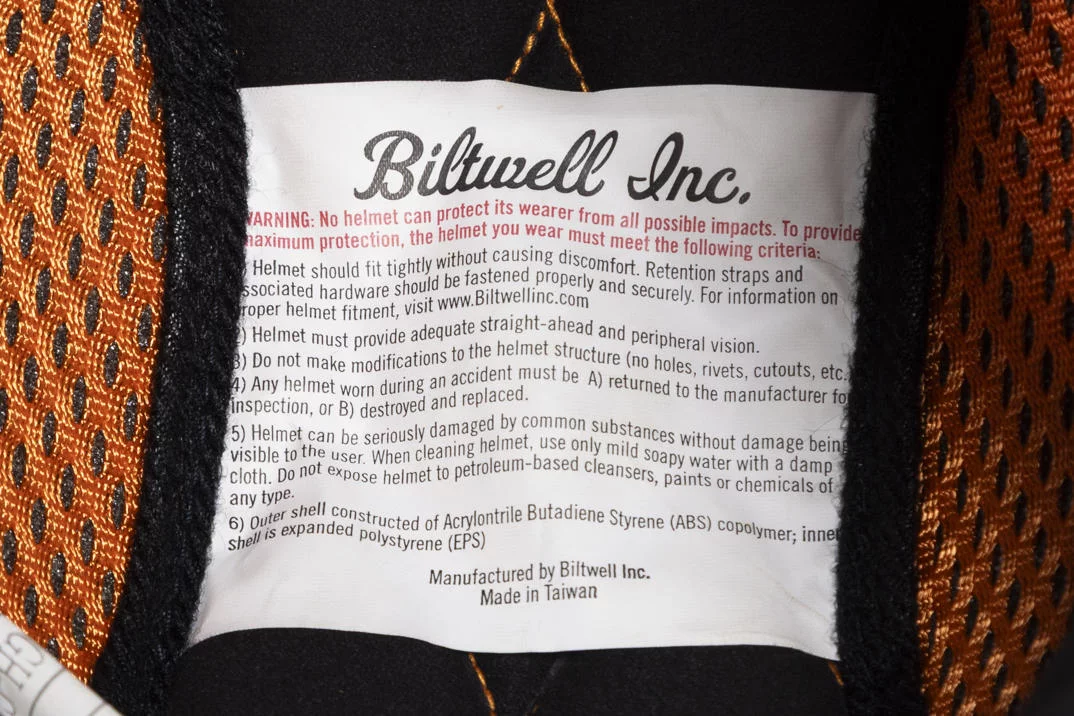 Biltwell Inc.
WARNING: No helmet can protect its wearer from all possible impacts. To provide
maximum protection, the helmet you wear must meet the following criteria:
Helmet should fit tightly without causing discomfort. Retention straps and
ssociated hardware should be fastened properly and securely. For information on
roper helmet fitment, visit www.Biltwellinc.com
) Helmet must provide adequate straight-ahead and peripheral vision.
3) Do not make modifications to the helmet structure (no holes, rivets, cutouts, etc.)
4) Any helmet worn during an accident must be A) returned to the manufacturer fo
inspection, or B) destroyed and replaced.
5) Helmet can be seriously damaged by common substances without damage being
visible to the user. When cleaning helmet, use only mild soapy water with a damp
cloth. Do not expose helmet to petroleum-based cleansers, paints or chemicals of
any type.
6) Outer shell constructed of Acrylontrile Butadiene Styrene (ABS) copolymer; inner
shell is expanded polystyrene (EPS)
Manufactured by Biltwell Inc.
Made in Taiwan